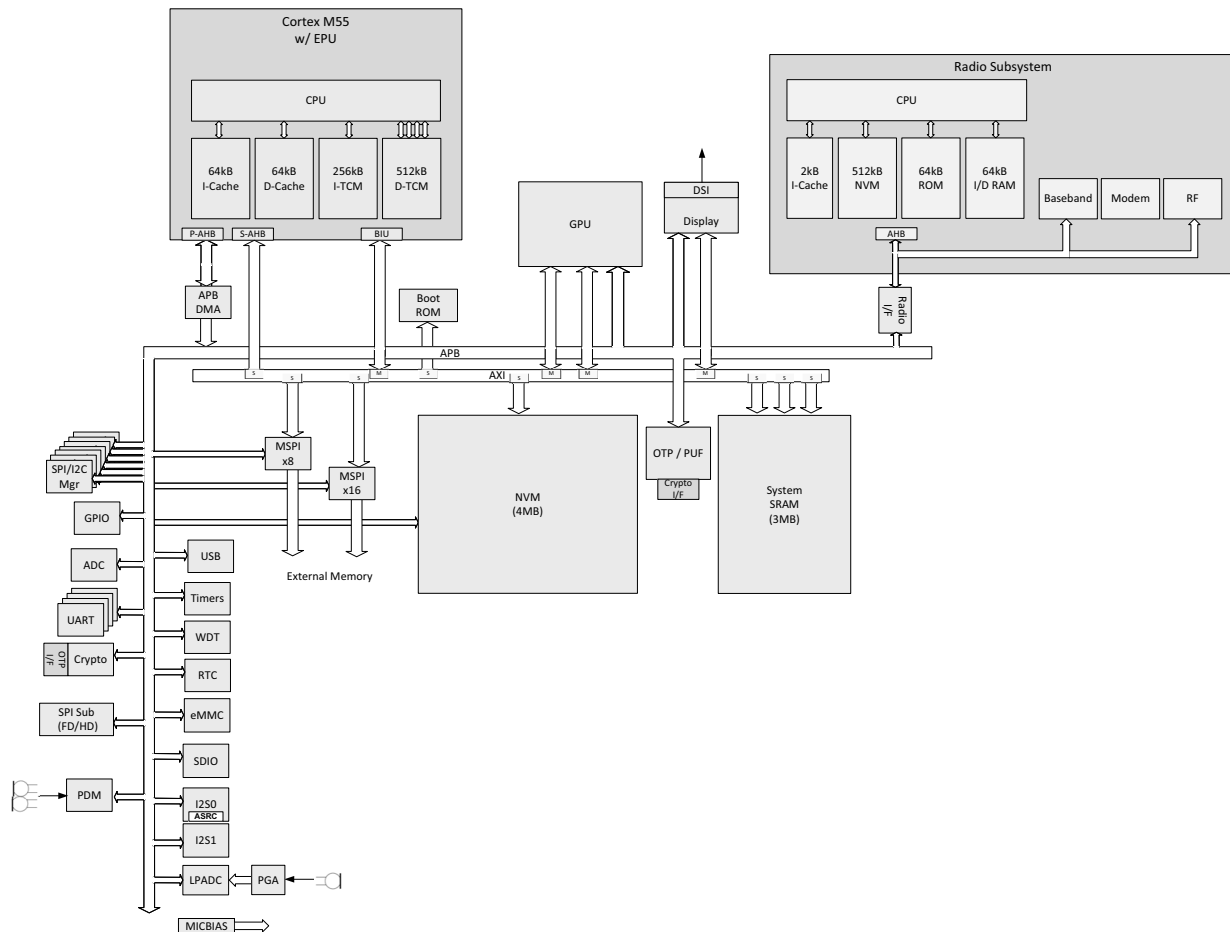 Cortex M55
w/ EPU
CPU
64kB
I-Cache
64kB
D-Cache
256kB
I-TCM
512kB
D-TCM
P-AHB
S-AHB
BIU
APB
DMA
Boot
ROM
GPU
DSI
Display
Radio Subsystem
CPU
2kB
I-Cache
512kB
NVM
64kB
ROM
64kB
I/D RAM
Baseband
Modem
RF
AHB
Radio
I/F
APB
AXI
S
S
S
M
S
S
M
M
M
S
S
S
MSPI
x8
MSPI
x16
External Memory
NVM
(4MB)
OTP / PUF
Crypto
I/F
System
SRAM
(3MB)
SPI/I2C
Mgr
GPIO
ADC
UART
OTP
I/F
Crypto
SPI Sub
(FD/HD)
PDM
USB
Timers
WDT
RTC
eMMC
SDIO
I2S0
ASRC
I2S1
LPADC
PGA
MICBIAS